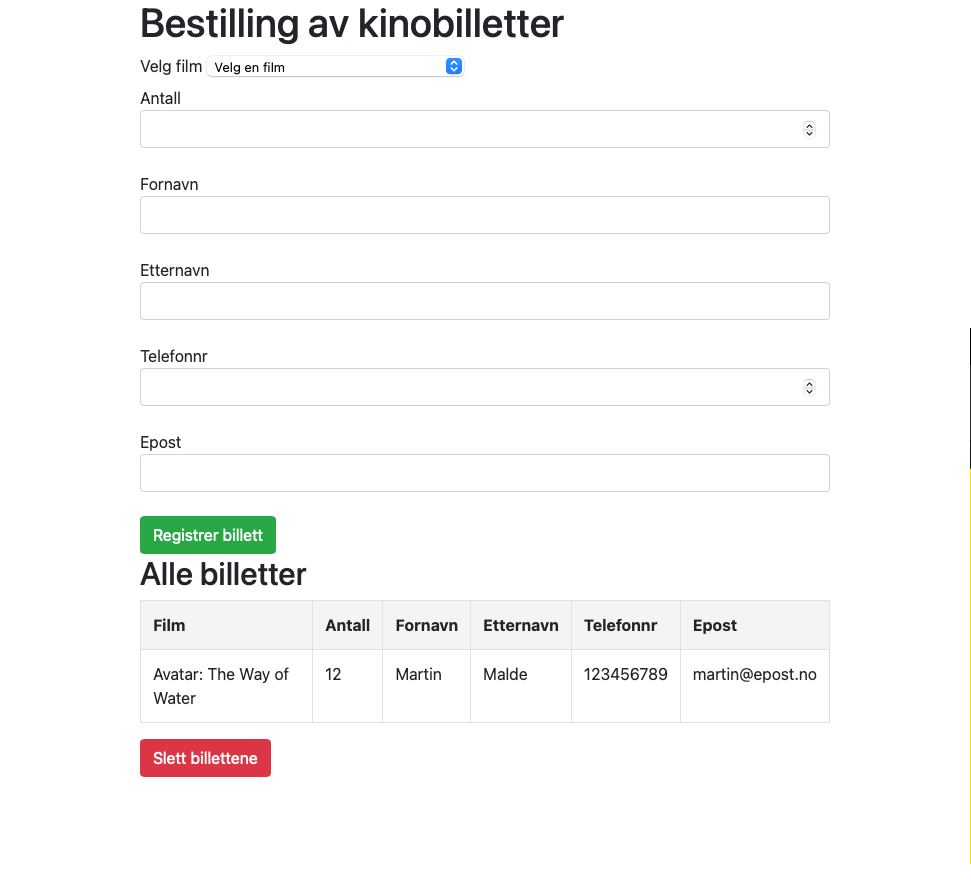 Bestilling av kinobilletter
Velg film Velg en film
Antall
Fornavn
Etternavn
Telefonnr
Epost
Registrer billett
Alle billetter
Film Antall Fornavn Etternavn Telefonnr Epost
Avatar: The Way of 12 Martin Malde 123456789 martin@epost.no
Water
Slett billettene